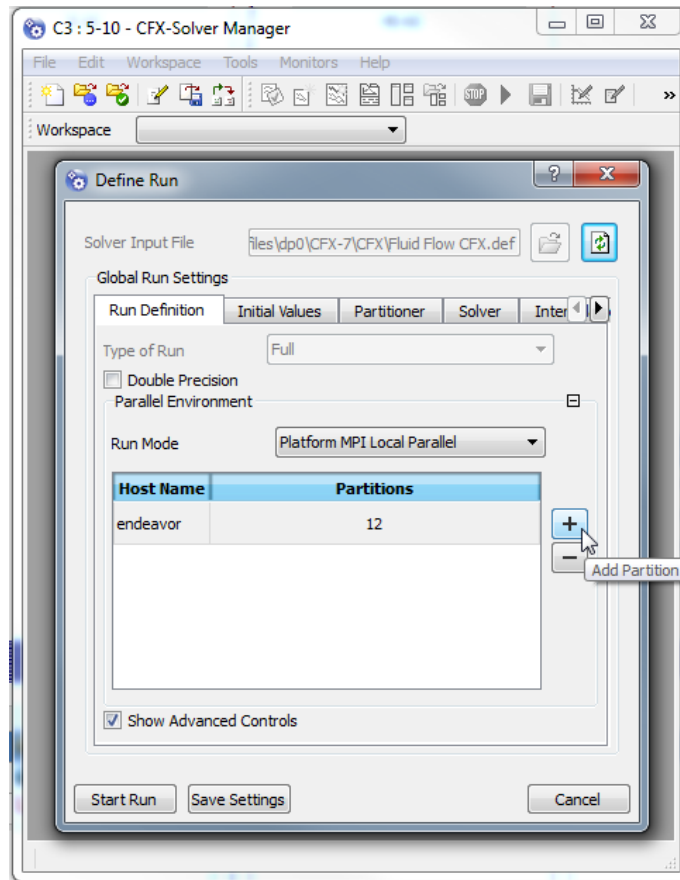 C3 : 5-10 - CFX-Solver Manager
File Edit Workspace Tools Monitors Help
STOP »
Workspace
Define Run ?
Solver Input File files\dp0\CFX-7\CFX\Fluid Flow CFX.def
Global Run Settings
Run Definition Initial Values Partitioner Solver
Type of Run Full
Double Precision
Parallel Environment
Run Mode Platform MPI Local Parallel
Host Name Partitions
endeavor 12
Add Partition
Show Advanced Controls
Start Run Save Settings Cancel